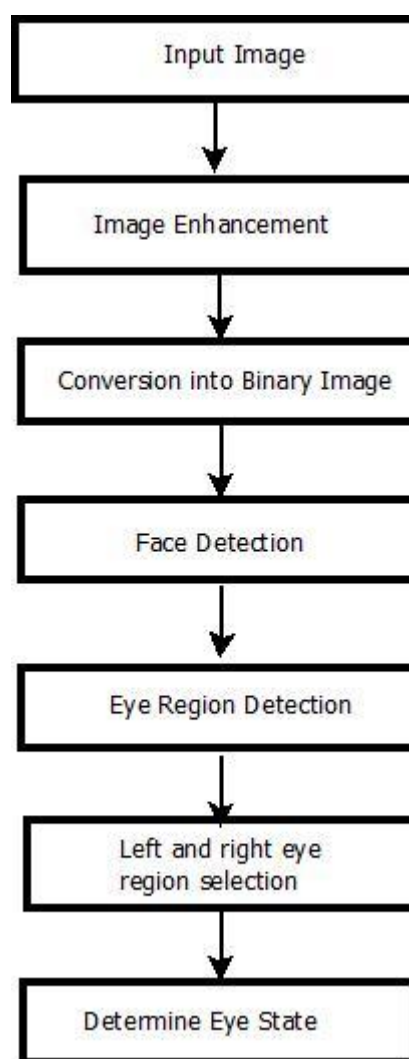 Input Image
Image Enhancement
Conversion into Binary Image
Face Detection
Eye Region Detection
Left and right eye
region selection
Determine Eye State